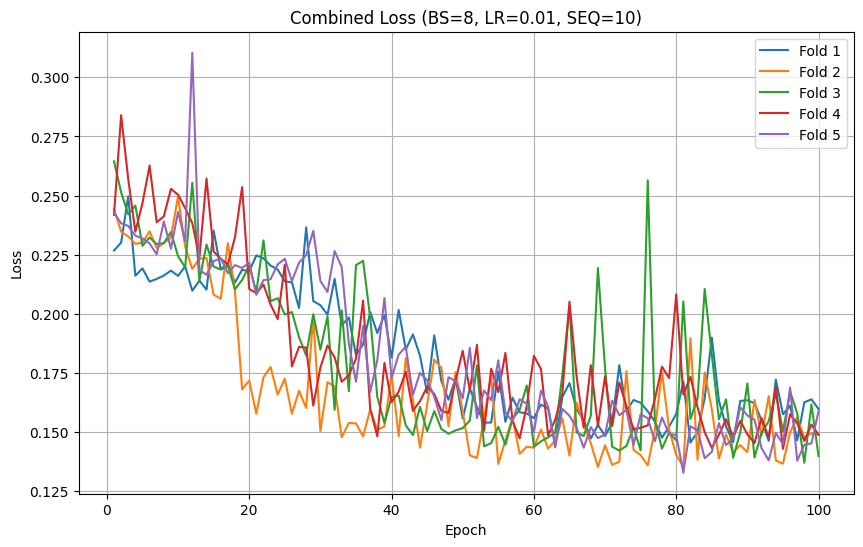 Combined Loss (BS=8, LR=0.01, SEQ=10)
Loss
0.300
0.275
0.250
0.225
0.200
0.175
0.150
0.125
Fold 1
Fold 2
Fold 3
Fold 4
Fold 5
0 20 40 60 80 100
Epoch